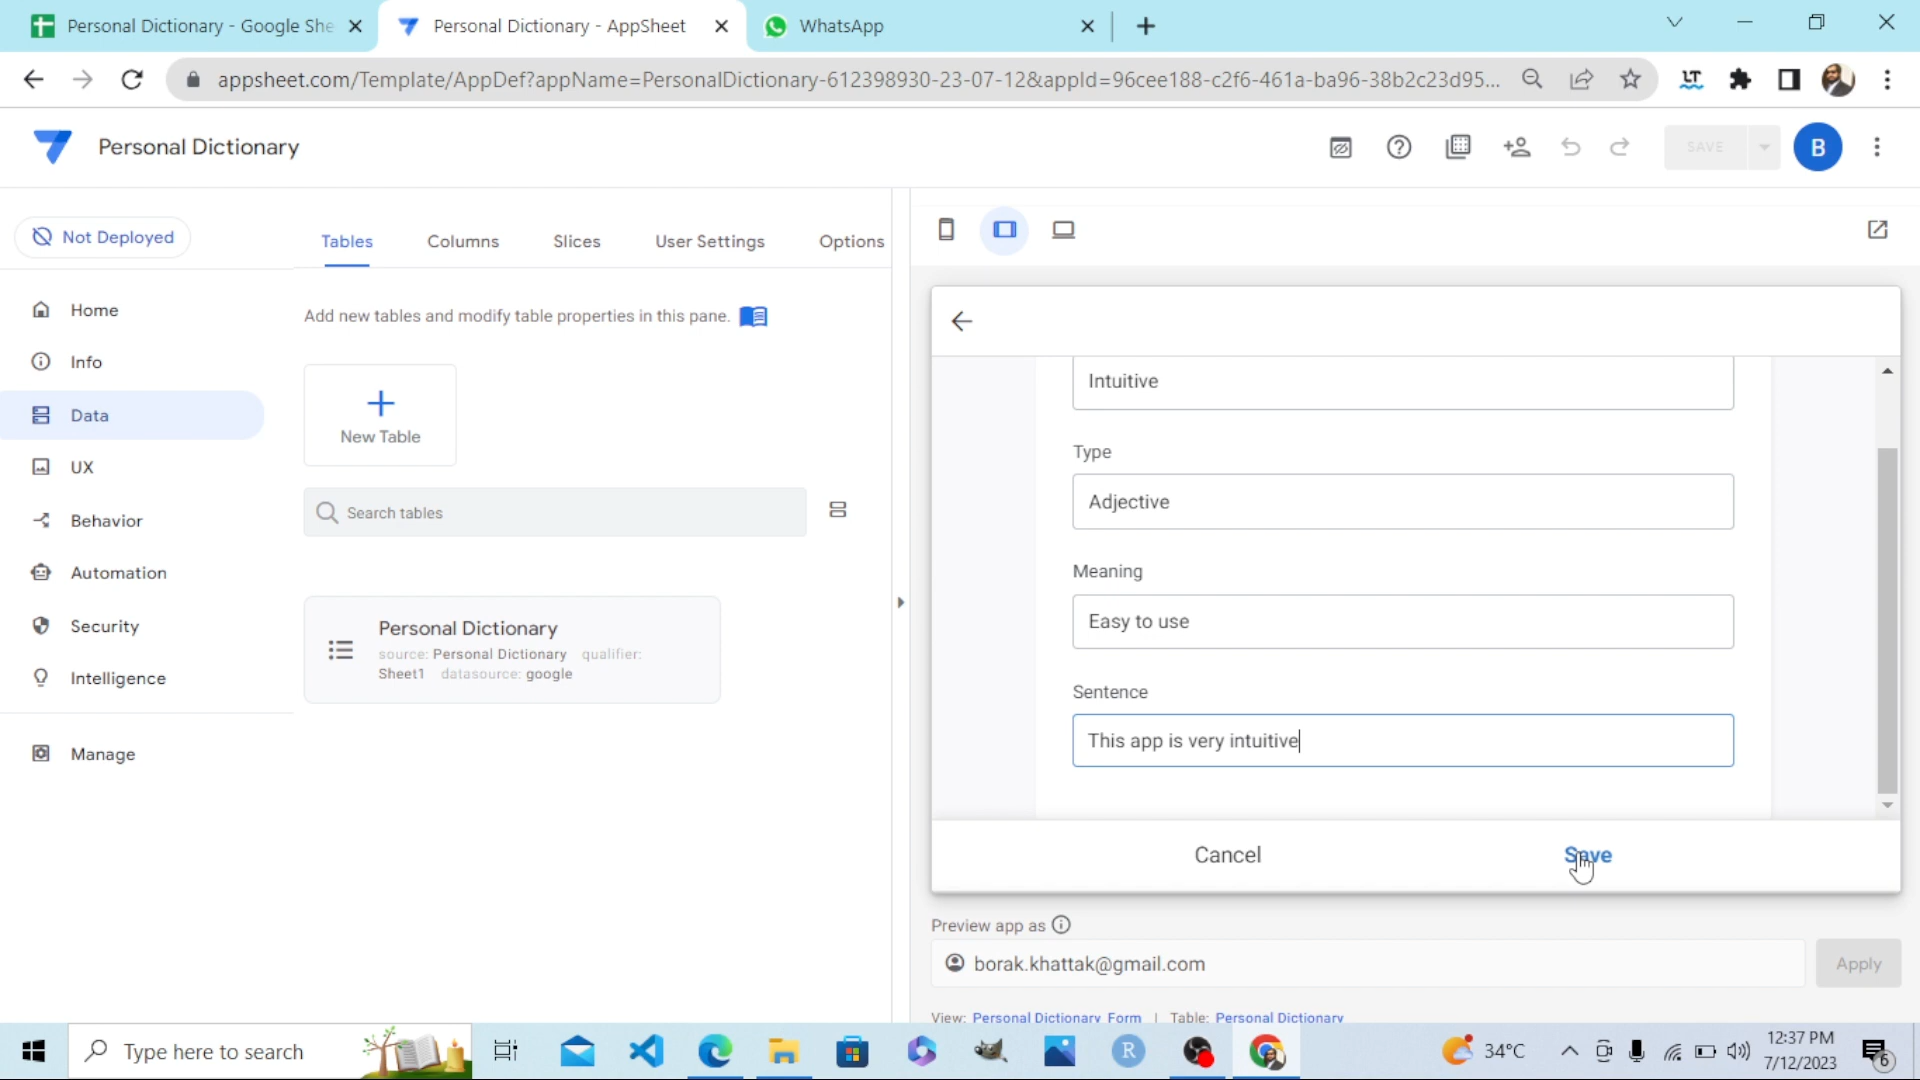 Personal Dictionary - Google She
Personal Dictionary - AppSheet
WhatsApp
appsheet.com/Template/AppDef?appName=PersonalDictionary-612398930-23-07-12&appId=96cee188-c2f6-461a-ba96-38b2c23d95...
LT
Personal Dictionary
SAVE
B
Not Deployed
Tables
Columns
Slices
User Settings
Options
Home
Info
Data
UX
Behavior
Automation
Security
Intelligence
Manage
Add new tables and modify table properties in this pane.
New Table
Search tables
Personal Dictionary
source: Personal Dictionary qualifier:
Sheet1 datasource: google
Intuitive
Type
Adjective
Meaning
Easy to use
Sentence
This app is very intuitive
Cancel
Save
Preview app as
borak.khattak@gmail.com
Apply
View: Personal Dictionary_Form | Table: Personal Dictionary
Type here to search
R
34°C
12:37 PM
7/12/2023
6